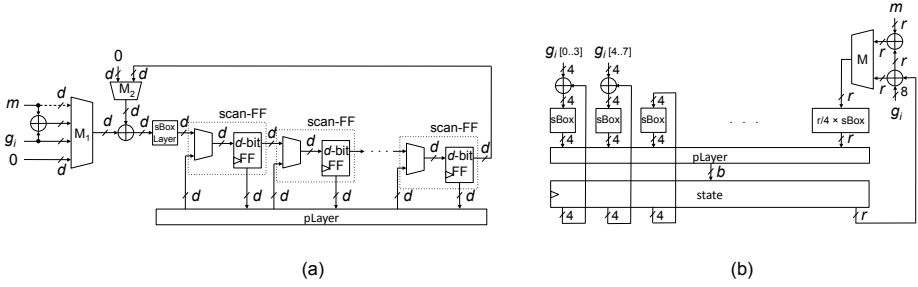 scan-FF
scan-FF
scan-FF
0
d
d
d
M2
m
gi
0
d
d
d
d
M1
d
d
sBox
Layer
d
d
d-bit
FF
d
d
d-bit
FF
d
. . . .
d
d-bit
FF
d
d
d
d
d
d
d
pLayer
(a)
m
r
r
M
r
r
8
gi
gi [0..3]
gi [4..7]
4
4
4
4
4
sBox
sBox
sBox
. . .
r
r/4 × sBox
4
4
4
r
pLayer
b
state
4
4
4
r
(b)